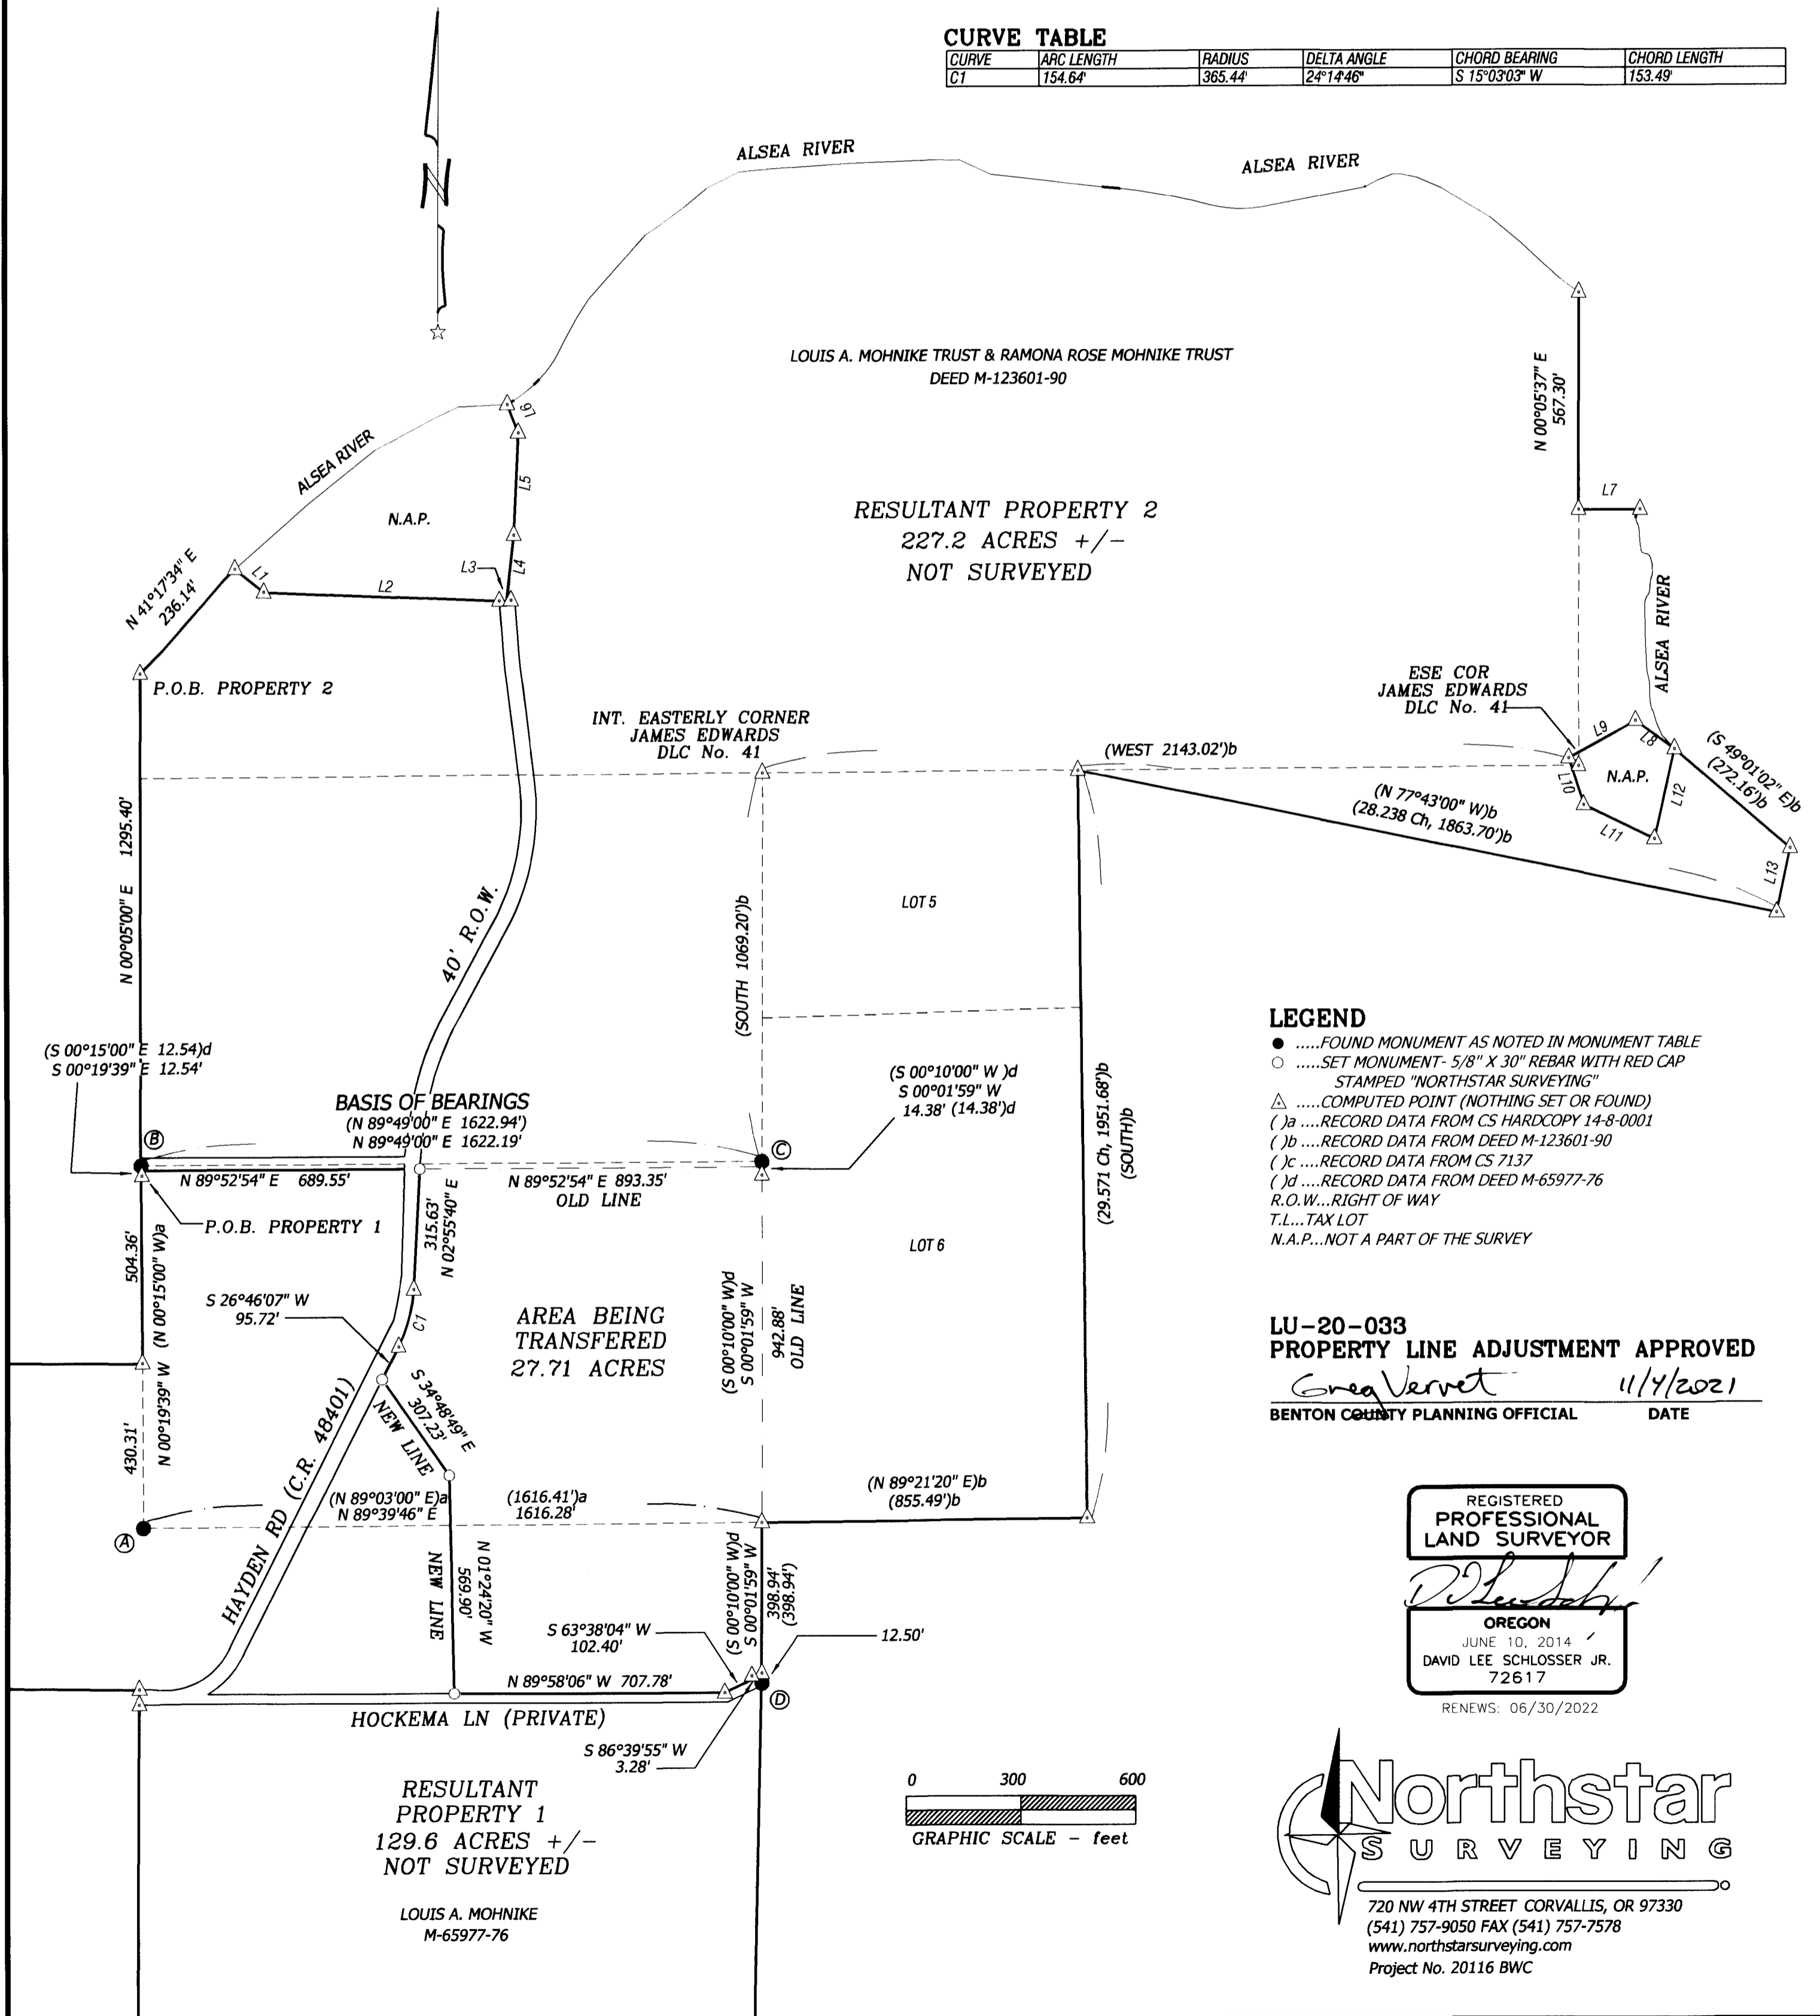 CURVE TABLE
CURVE ARC LENGTH RADIUS DELTA ANGLE CHORD BEARING CHORD LENGTH
C1 154.64' 365.44' 24°14'46" S 15°03'03" W 153.49'
N
ALSEA RIVER
ALSEA RIVER
LOUIS A. MOHNIKE TRUST & RAMONA ROSE MOHNIKE TRUST
DEED M-123601-90
N 00°05'37" E
567.30'
L6
ALSEA RIVER
L5
N.A.P.
RESULTANT PROPERTY 2
227.2 ACRES +/-
NOT SURVEYED
L7
N 41°17'34" E
236.14'
L1
L2
L3
L4
ALSEA RIVER
P.O.B. PROPERTY 2
ESE COR
JAMES EDWARDS
DLC No. 41
INT. EASTERLY CORNER
JAMES EDWARDS
DLC No. 41
(WEST 2143.02')b
L9
L8
N.A.P.
L10
L11
L12
(S 49°01'02" E)b
(272.16')b
L13
(N 77°43'00" W)b
(28.238 Ch, 1863.70')b
N 00°05'00" E 1295.40'
40' R.O.W.
(SOUTH 1069.20')b
LOT 5
(S 00°15'00" E 12.54)d
S 00°19'39" E 12.54'
BASIS OF BEARINGS
(N 89°49'00" E 1622.94')
N 89°49'00" E 1622.19'
B
C
(S 00°10'00" W )d
S 00°01'59" W
14.38' (14.38')d
(29.571 Ch, 1951.68')b
(SOUTH)b
N 89°52'54" E 689.55'
N 89°52'54" E 893.35'
OLD LINE
P.O.B. PROPERTY 1
315.63'
N 02°55'40" E
LOT 6
504.36'
N 00°19'39" W (N 00°15'00" W)a
430.31'
S 26°46'07" W
95.72'
C1
AREA BEING
TRANSFERED
27.71 ACRES
(S 00°10'00" W)d
S 00°01'59" W
942.88'
OLD LINE
S 34°48'49" E
307.23'
NEW LINE
HAYDEN RD (C.R. 48401)
A
(N 89°03'00" E)a (1616.41')a
N 89°39'46" E 1616.28'
(N 89°21'20" E)b
(855.49')b
N 01°24'20" W
569.90'
NEW LINE
(S 00°10'00" W)d
S 00°01'59" W
398.94'
(398.94')
S 63°38'04" W
102.40'
12.50'
N 89°58'06" W 707.78'
D
HOCKEMA LN (PRIVATE)
S 86°39'55" W
3.28'
RESULTANT
PROPERTY 1
129.6 ACRES +/-
NOT SURVEYED
LOUIS A. MOHNIKE
M-65977-76
0 300 600
GRAPHIC SCALE - feet
LEGEND
.....FOUND MONUMENT AS NOTED IN MONUMENT TABLE
.....SET MONUMENT- 5/8" X 30" REBAR WITH RED CAP
STAMPED "NORTHSTAR SURVEYING"
.....COMPUTED POINT (NOTHING SET OR FOUND)
( )a ....RECORD DATA FROM CS HARDCOPY 14-8-0001
( )b ....RECORD DATA FROM DEED M-123601-90
( )c ....RECORD DATA FROM CS 7137
( )d ....RECORD DATA FROM DEED M-65977-76
R.O.W...RIGHT OF WAY
T.L...TAX LOT
N.A.P...NOT A PART OF THE SURVEY
LU-20-033
PROPERTY LINE ADJUSTMENT APPROVED
Greg Vervet 11/4/2021
BENTON COUNTY PLANNING OFFICIAL DATE
REGISTERED
PROFESSIONAL
LAND SURVEYOR
OREGON
JUNE 10, 2014
DAVID LEE SCHLOSSER JR.
72617
RENEWS: 06/30/2022
Northstar
SURVEYING
720 NW 4TH STREET CORVALLIS, OR 97330
(541) 757-9050 FAX (541) 757-7578
www.northstarsurveying.com
Project No. 20116 BWC